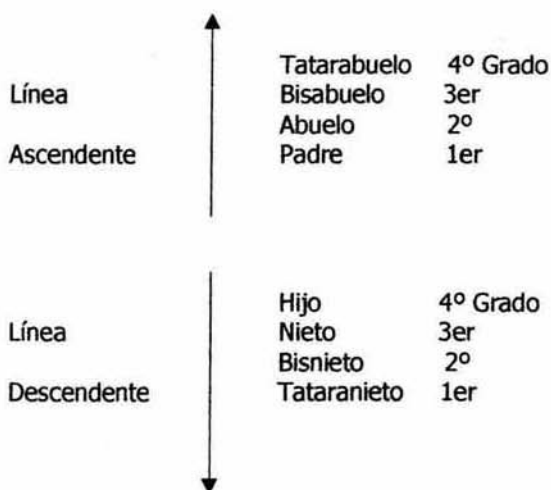 Tatarabuelo 4º Grado
Línea Bisabuelo 3er
Abuelo 2º
Ascendente Padre 1er
Hijo 4º Grado
Línea Nieto 3er
Bisnieto 2º
Descendente Tataranieto 1er